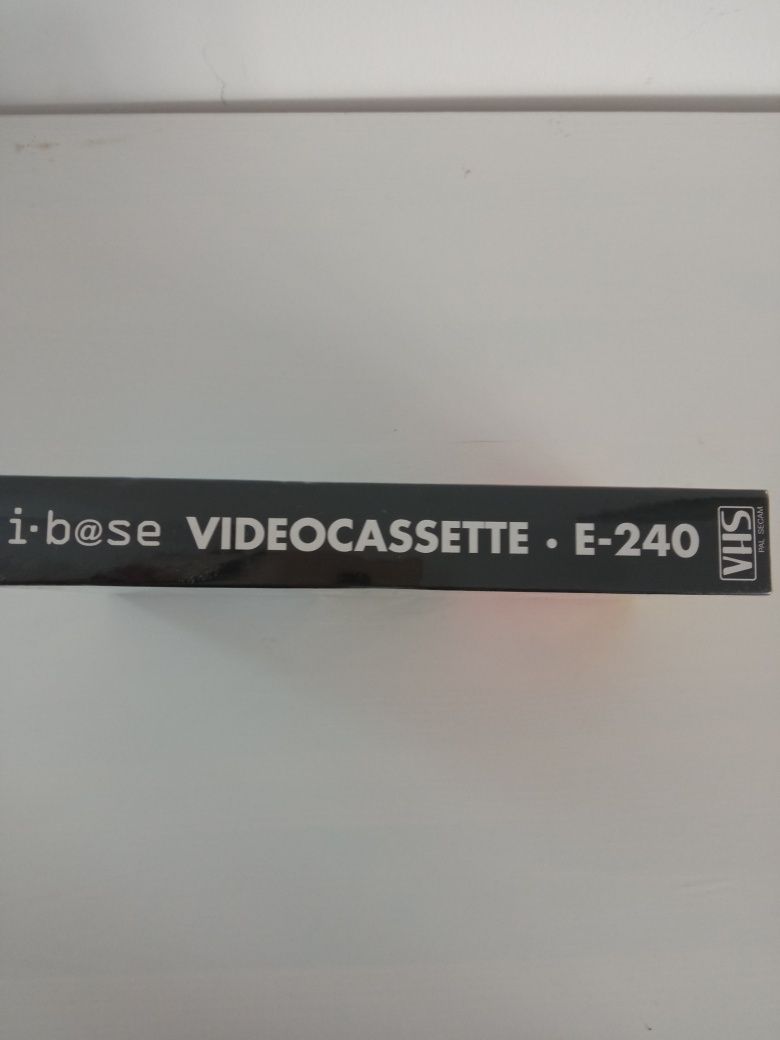 i·b@se VIDEOCASSETTE · E-240 VHS
PAL SECAM